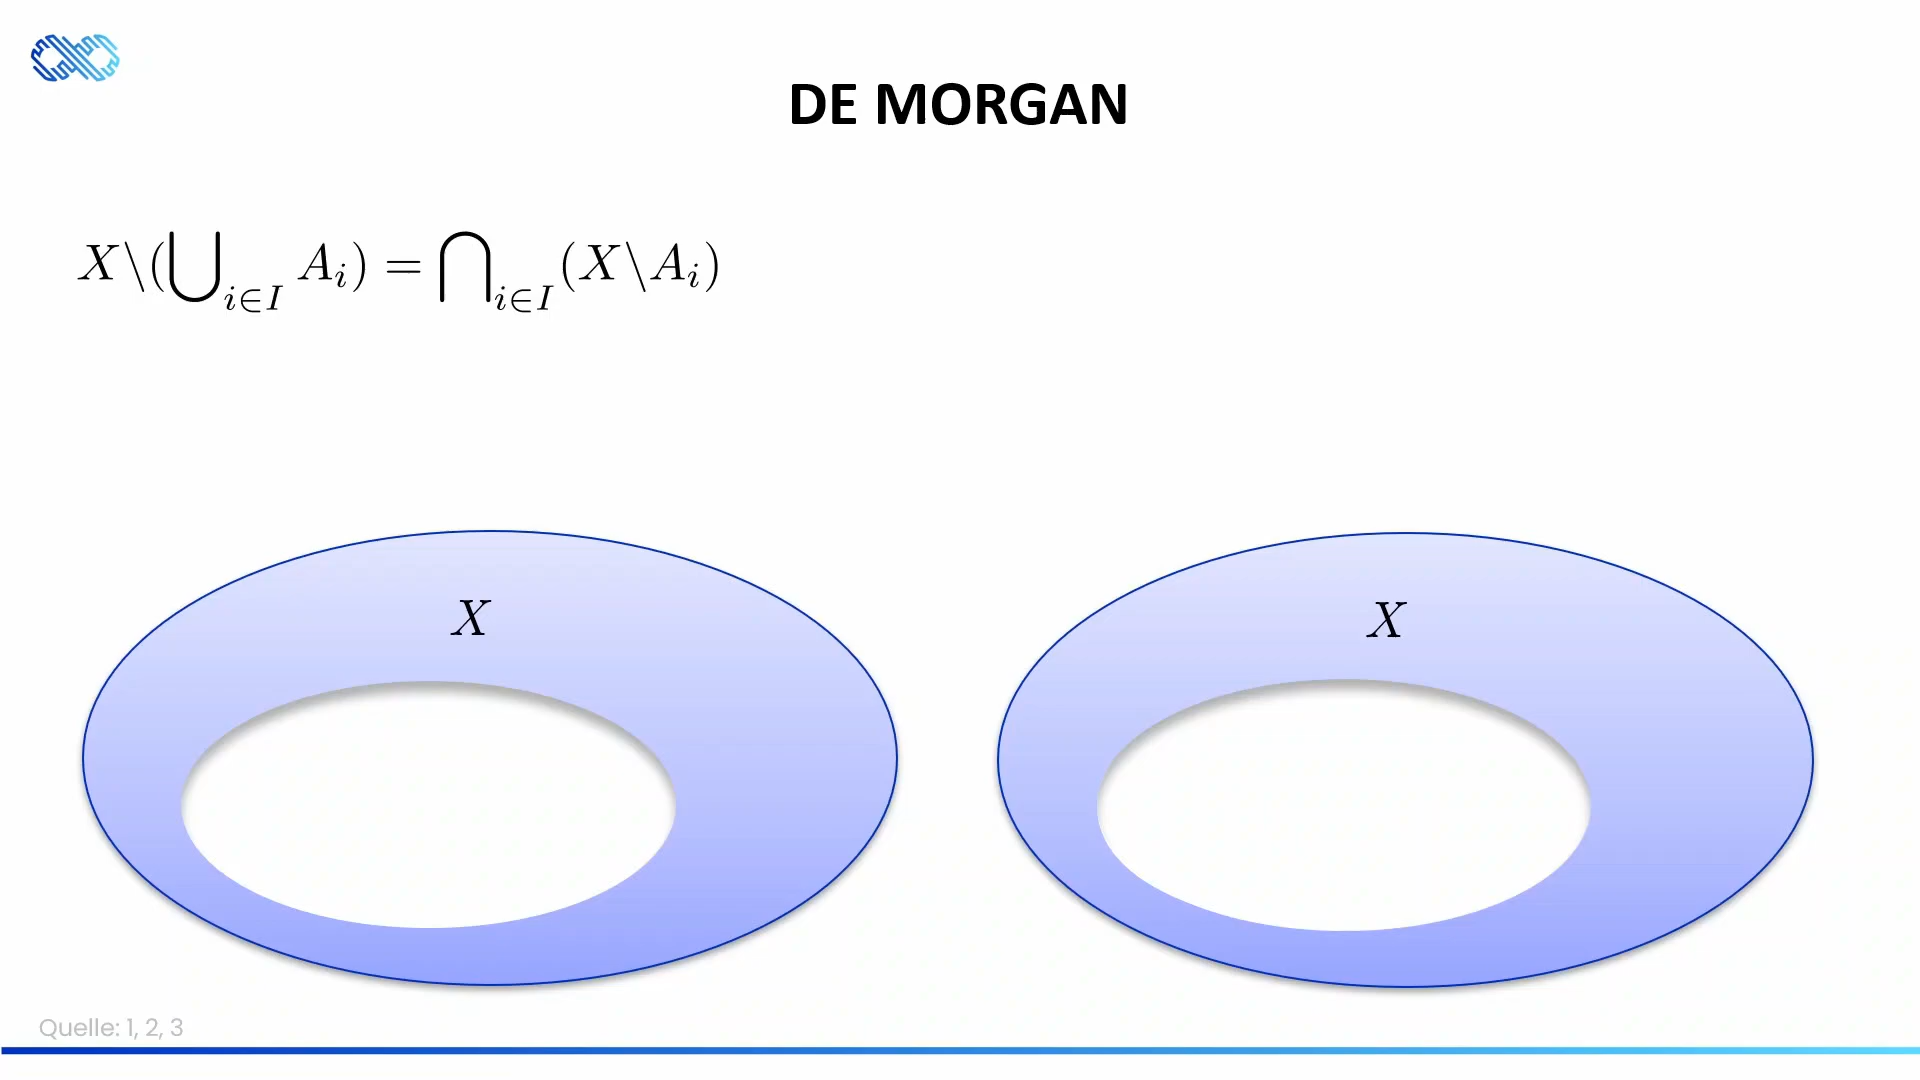 DE MORGAN
X\(⋃_{i∈I} A_i) = ⋂_{i∈I}(X\A_i)
X
X
Quelle: 1, 2, 3